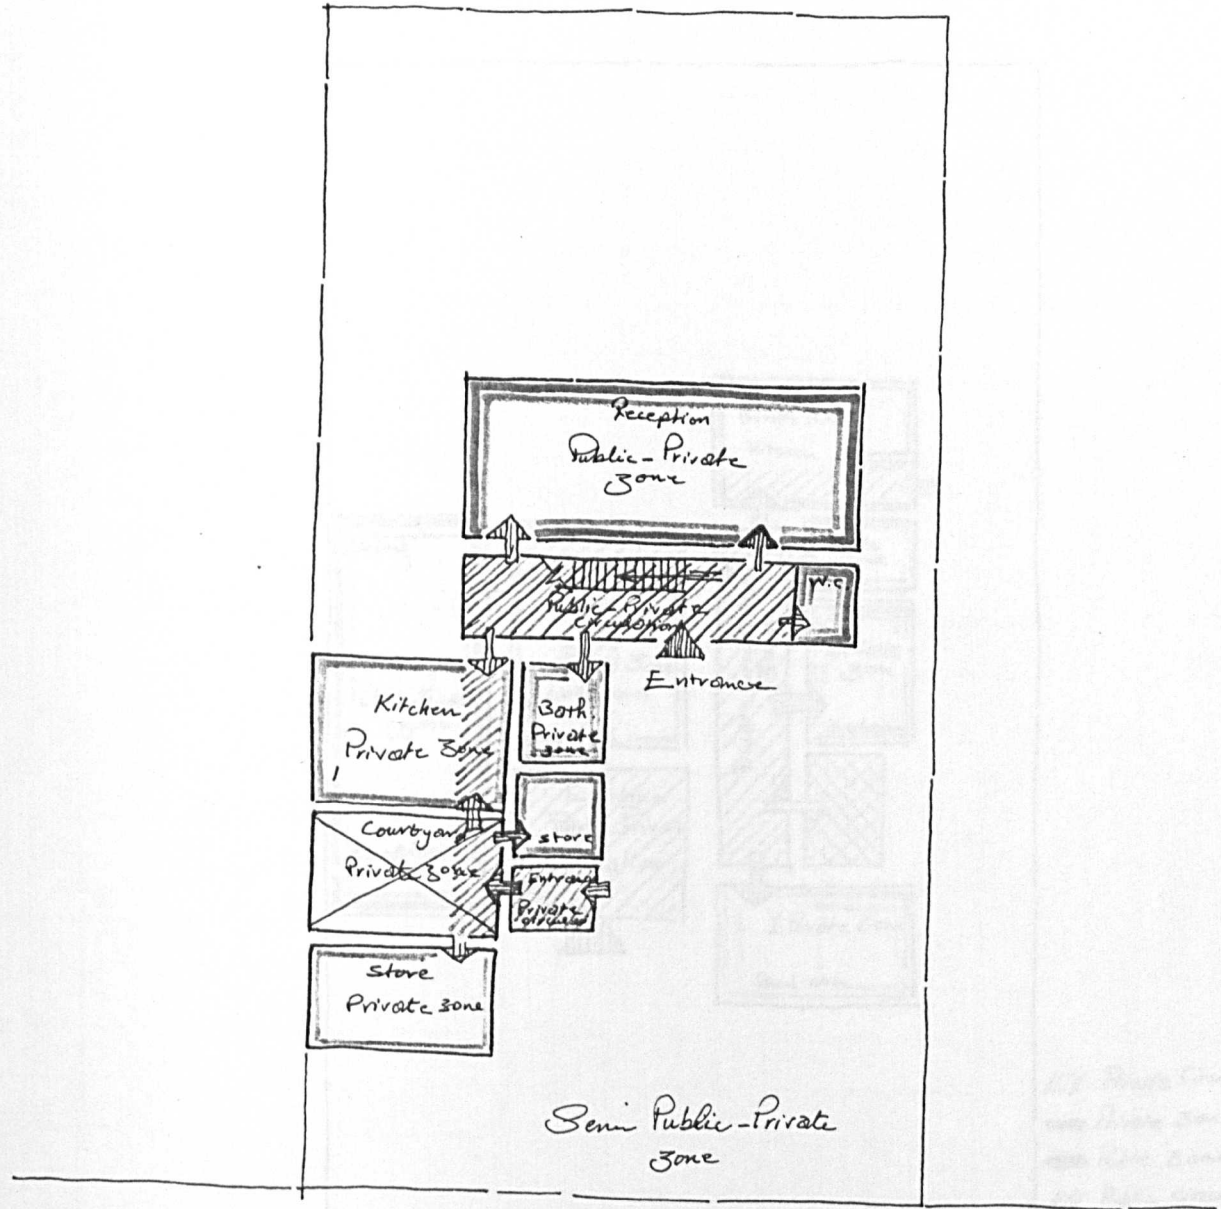 Reception
Public-Private
zone
W.C
Public-Private
circulation
Entrance
Kitchen
Private zone
Bath
Private
zone
Courtyard
Private zone
store
Entrance
Private
store
Private zone
Semi Public-Private
zone